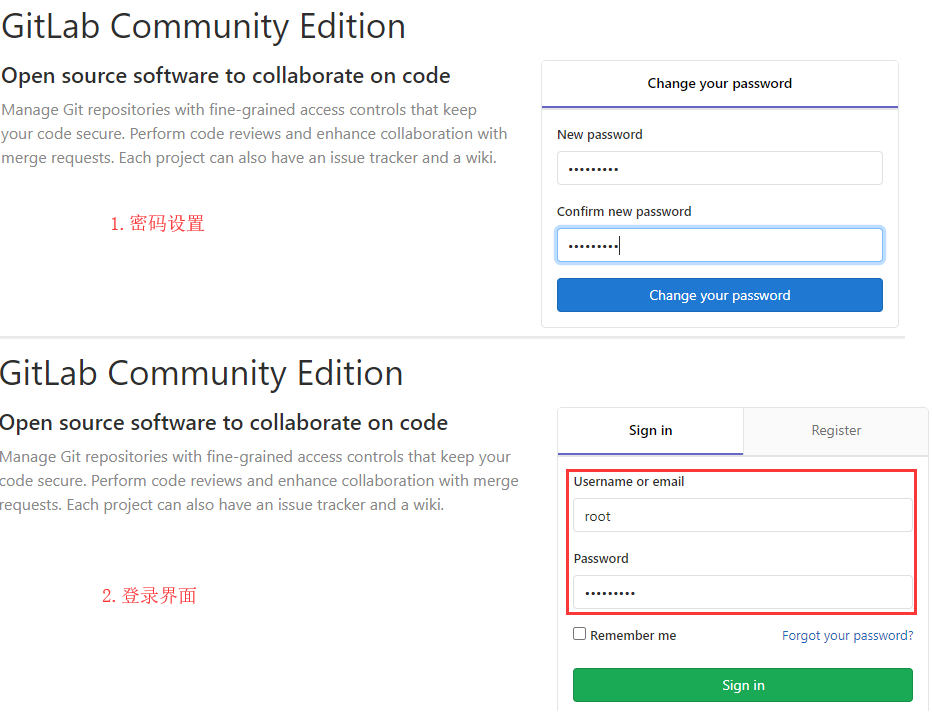 GitLab Community Edition
Open source software to collaborate on code
Manage Git repositories with fine-grained access controls that keep
your code secure. Perform code reviews and enhance collaboration with
merge requests. Each project can also have an issue tracker and a wiki.
1. 密码设置
Change your password
New password
•••••••••
Confirm new password
•••••••••
Change your password
GitLab Community Edition
Open source software to collaborate on code
Manage Git repositories with fine-grained access controls that keep your
code secure. Perform code reviews and enhance collaboration with merge
requests. Each project can also have an issue tracker and a wiki.
2. 登录界面
Sign in
Register
Username or email
root
Password
•••••••••
Remember me
Forgot your password?
Sign in